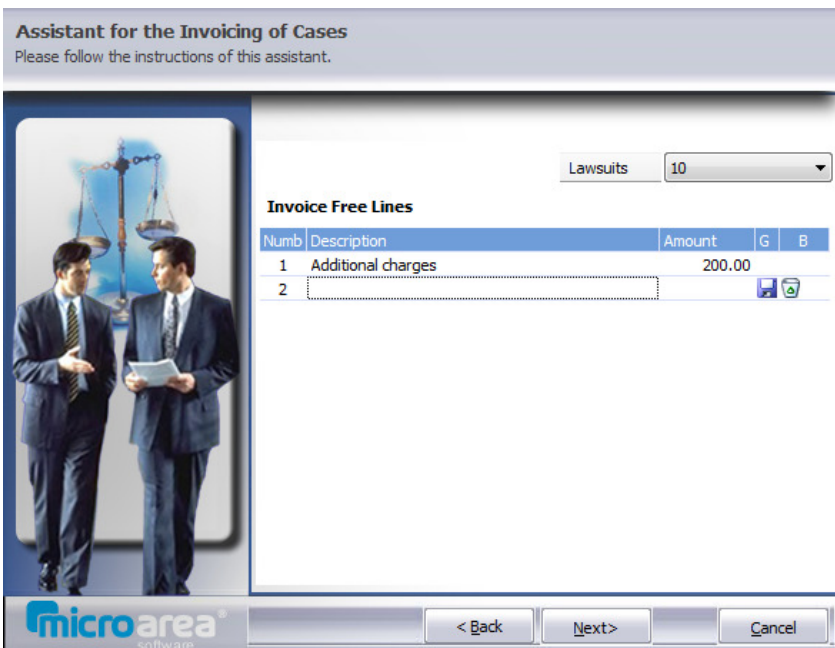 Assistant for the Invoicing of Cases
Please follow the instructions of this assistant.
Lawsuits 10
Invoice Free Lines
Numb Description Amount G B
1 Additional charges 200.00
2
microarea®
software
< Back Next> Cancel